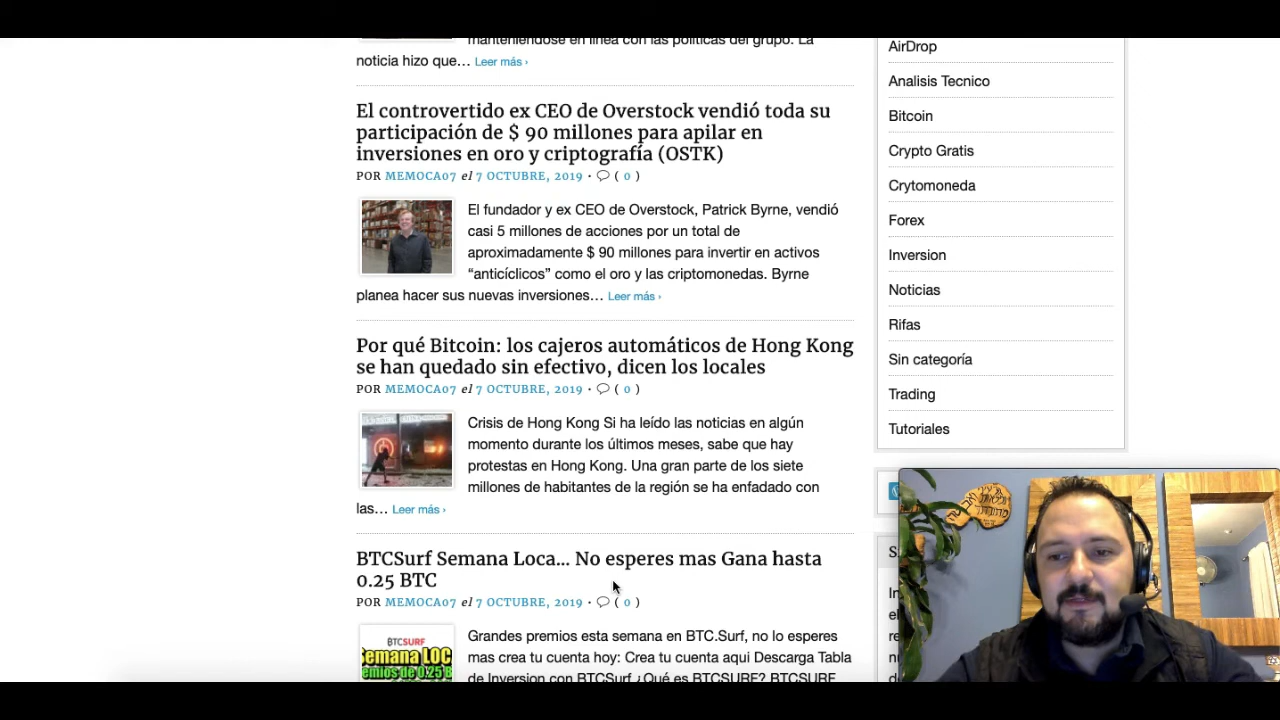 manteniéndose en línea con las políticas del grupo. La
noticia hizo que… Leer más ›
El controvertido ex CEO de Overstock vendió toda su
participación de $ 90 millones para apilar en
inversiones en oro y criptografía (OSTK)
POR MEMOCA07 el 7 OCTUBRE, 2019 • ( 0 )
El fundador y ex CEO de Overstock, Patrick Byrne, vendió
casi 5 millones de acciones por un total de
aproximadamente $ 90 millones para invertir en activos
“anticíclicos” como el oro y las criptomonedas. Byrne
planea hacer sus nuevas inversiones… Leer más ›
Por qué Bitcoin: los cajeros automáticos de Hong Kong
se han quedado sin efectivo, dicen los locales
POR MEMOCA07 el 7 OCTUBRE, 2019 • ( 0 )
Crisis de Hong Kong Si ha leído las noticias en algún
momento durante los últimos meses, sabe que hay
protestas en Hong Kong. Una gran parte de los siete
millones de habitantes de la región se ha enfadado con
las… Leer más ›
BTCSurf Semana Loca… No esperes mas Gana hasta
0.25 BTC
POR MEMOCA07 el 7 OCTUBRE, 2019 • ( 0 )
BTCSURF
Grandes premios esta semana en BTC.Surf, no lo esperes
mas crea tu cuenta hoy: Crea tu cuenta aqui Descarga Tabla
de Inversion con BTCSurf ¿Qué es BTCSURF? BTCSURF
AirDrop
Analisis Tecnico
Bitcoin
Crypto Gratis
Crytomoneda
Forex
Inversion
Noticias
Rifas
Sin categoría
Trading
Tutoriales